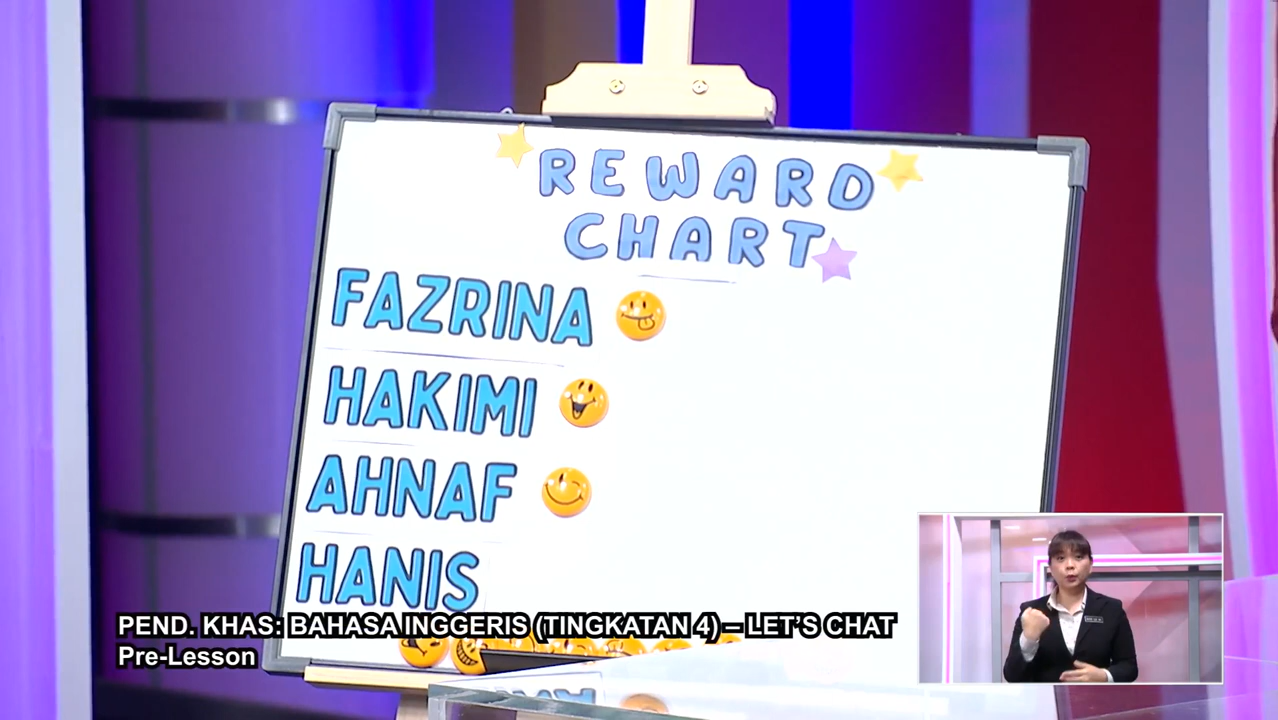 REWARD
CHART
FAZRINA
HAKIMI
AHNAF
HANIS
PEND. KHAS: BAHASA INGGERIS (TINGKATAN 4) – LET'S CHAT
Pre-Lesson